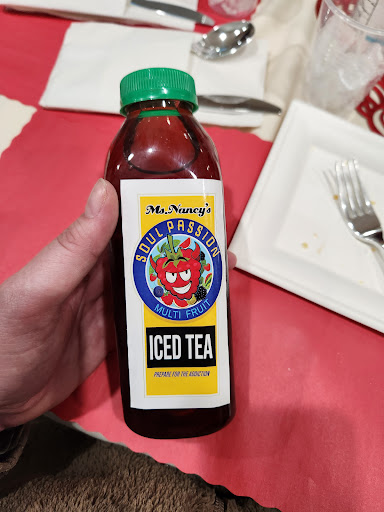 Ms. Nancy's
SOUL PASSION
MULTI FRUIT
ICED TEA
PREPARE FOR THE ADDICTION